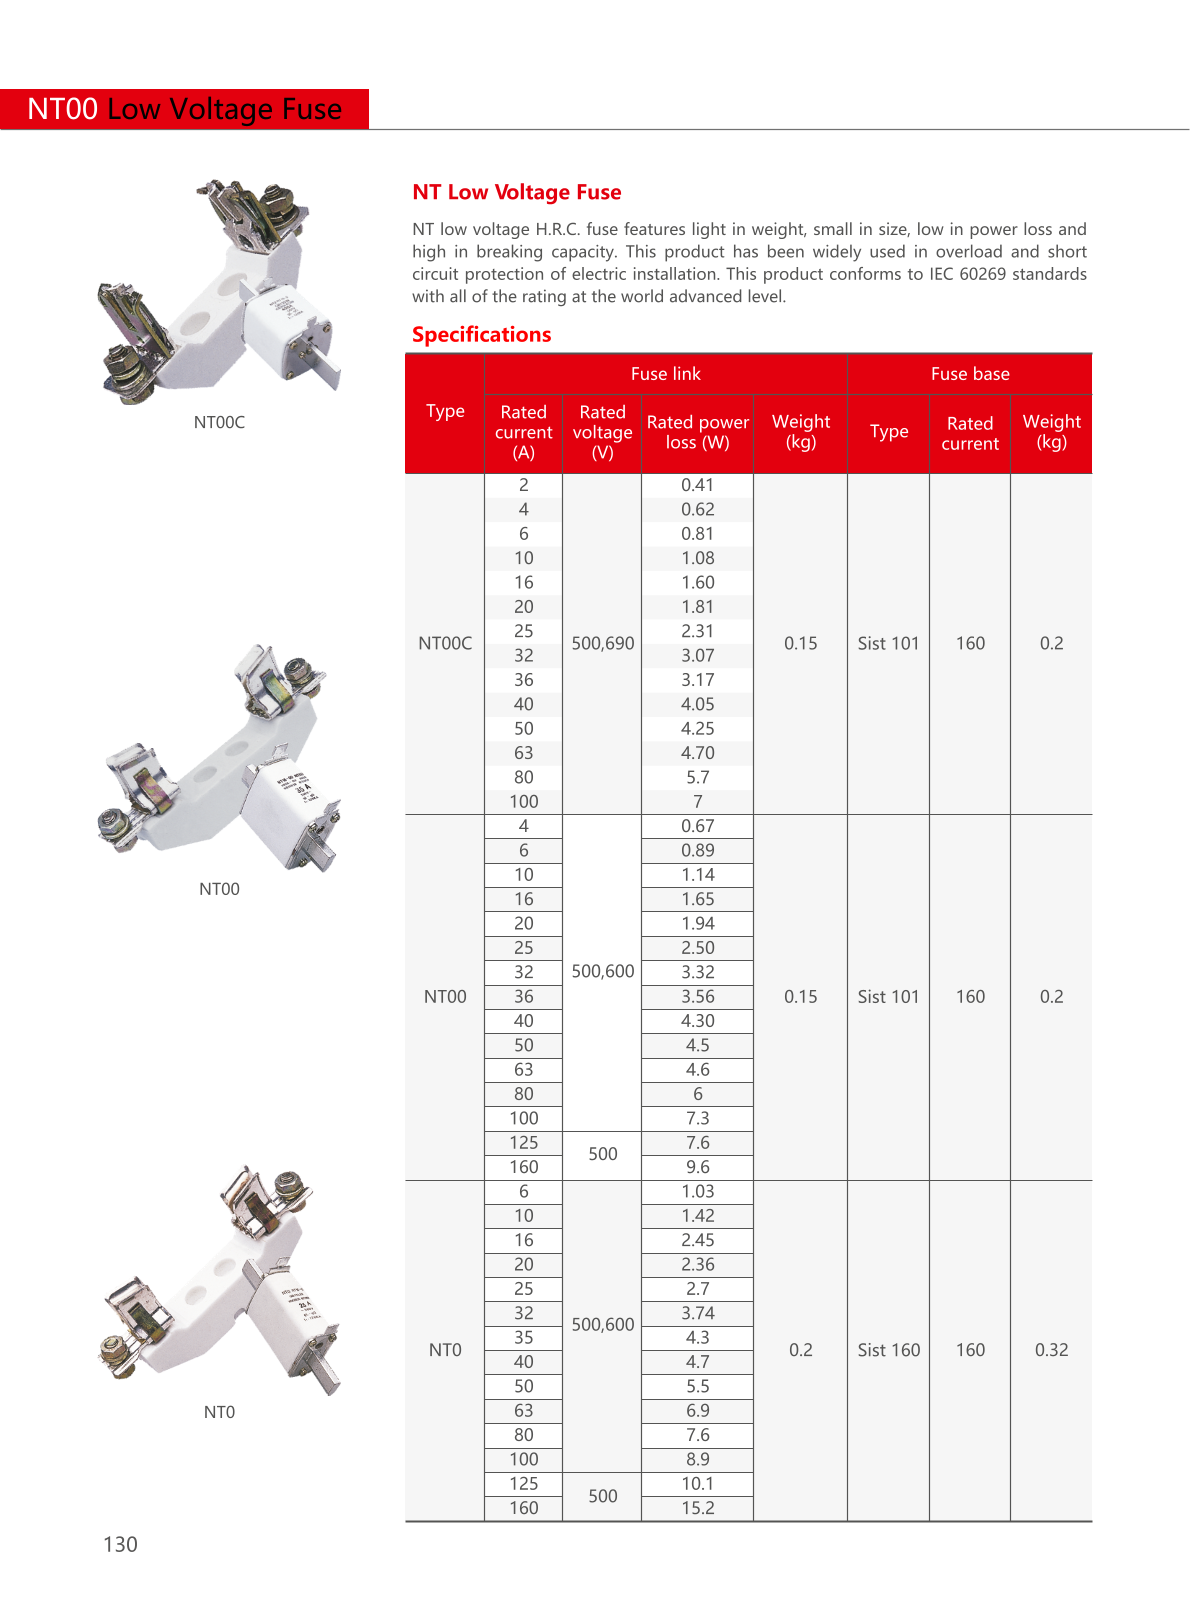 NT00 Low Voltage Fuse
NT Low Voltage Fuse
NT low voltage H.R.C. fuse features light in weight, small in size, low in power loss and
high in breaking capacity. This product has been widely used in overload and short
circuit protection of electric installation. This product conforms to IEC 60269 standards
with all of the rating at the world advanced level.
Specifications
Type
Fuse link
Fuse base
Rated current (A)
Rated voltage (V)
Rated power loss (W)
Weight (kg)
Type
Rated current
Weight (kg)
NT00C
500,690
0.15
Sist 101
160
0.2
2 0.41
4 0.62
6 0.81
10 1.08
16 1.60
20 1.81
25 2.31
32 3.07
36 3.17
40 4.05
50 4.25
63 4.70
80 5.7
100 7
NT00
500,600
0.15
Sist 101
160
0.2
4 0.67
6 0.89
10 1.14
16 1.65
20 1.94
25 2.50
32 3.32
36 3.56
40 4.30
50 4.5
63 4.6
80 6
100 7.3
500
125 7.6
160 9.6
NT0
500,600
0.2
Sist 160
160
0.32
6 1.03
10 1.42
16 2.45
20 2.36
25 2.7
32 3.74
35 4.3
40 4.7
50 5.5
63 6.9
80 7.6
100 8.9
500
125 10.1
160 15.2
NT00C
35 A
NT00
25 A
NT0
130